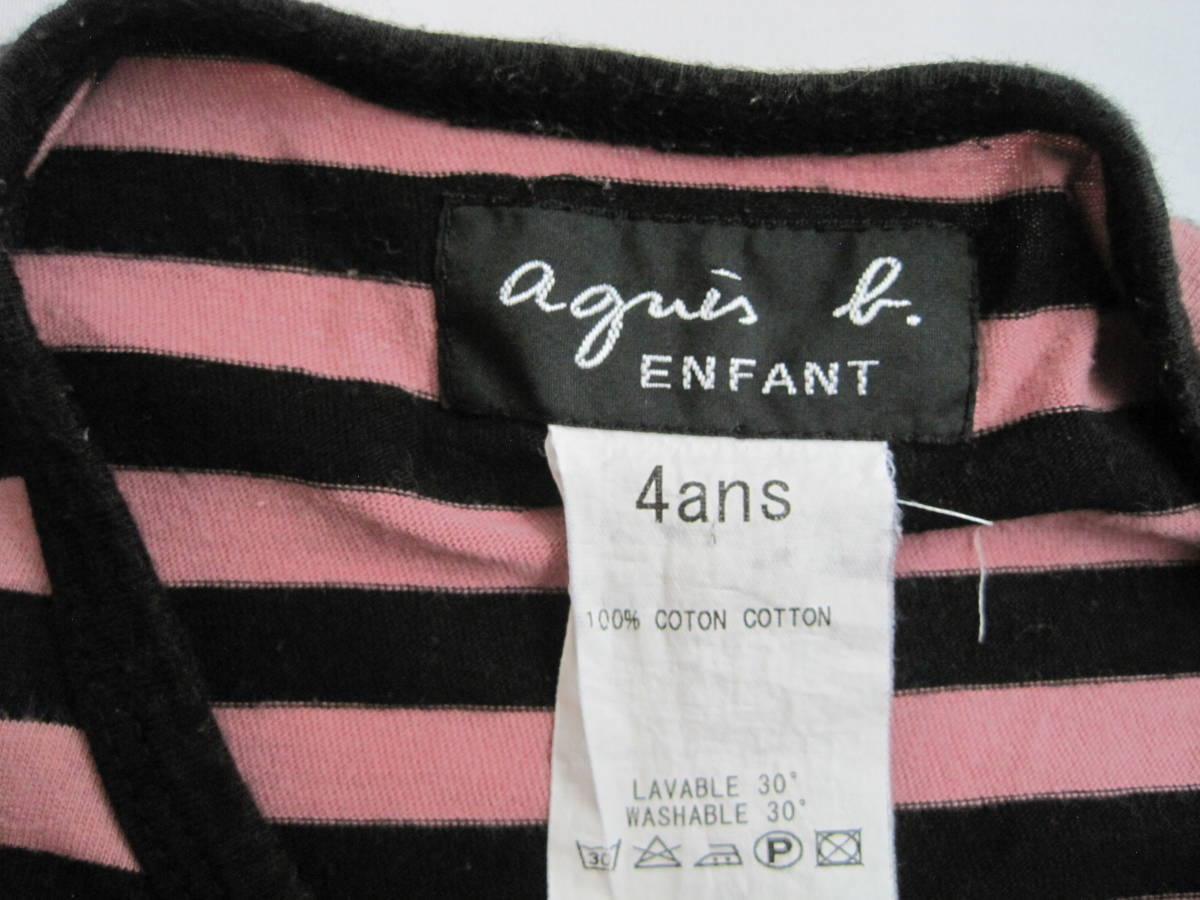 agnès b.
ENFANT
4ans
100% COTON COTTON
LAVABLE 30°
WASHABLE 30°
30 P